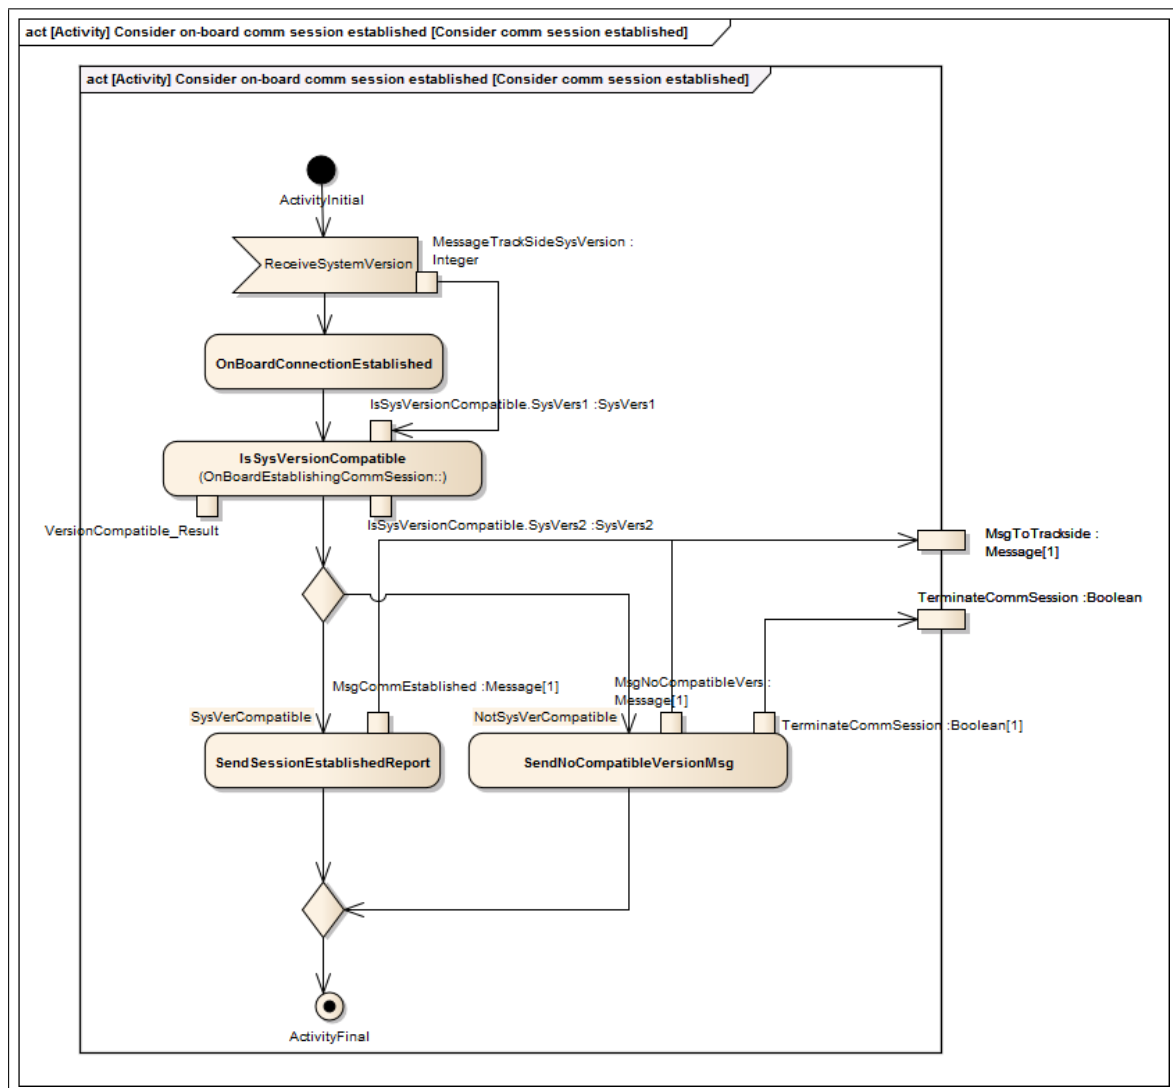 act [Activity] Consider on-board comm session established [Consider comm session established]
act [Activity] Consider on-board comm session established [Consider comm session established]
ActivityInitial
MessageTrackSideSysVersion :
Integer
ReceiveSystemVersion
OnBoardConnectionEstablished
IsSysVersionCompatible.SysVers1 :SysVers1
IsSysVersionCompatible
(OnBoardEstablishingCommSession::)
VersionCompatible_Result
IsSysVersionCompatible.SysVers2 :SysVers2
MsgToTrackside :
Message[1]
TerminateCommSession :Boolean
MsgCommEstablished :Message[1]
MsgNoCompatibleVers :
Message[1]
SysVerCompatible
NotSysVerCompatible
TerminateCommSession :Boolean[1]
SendSessionEstablishedReport
SendNoCompatibleVersionMsg
ActivityFinal